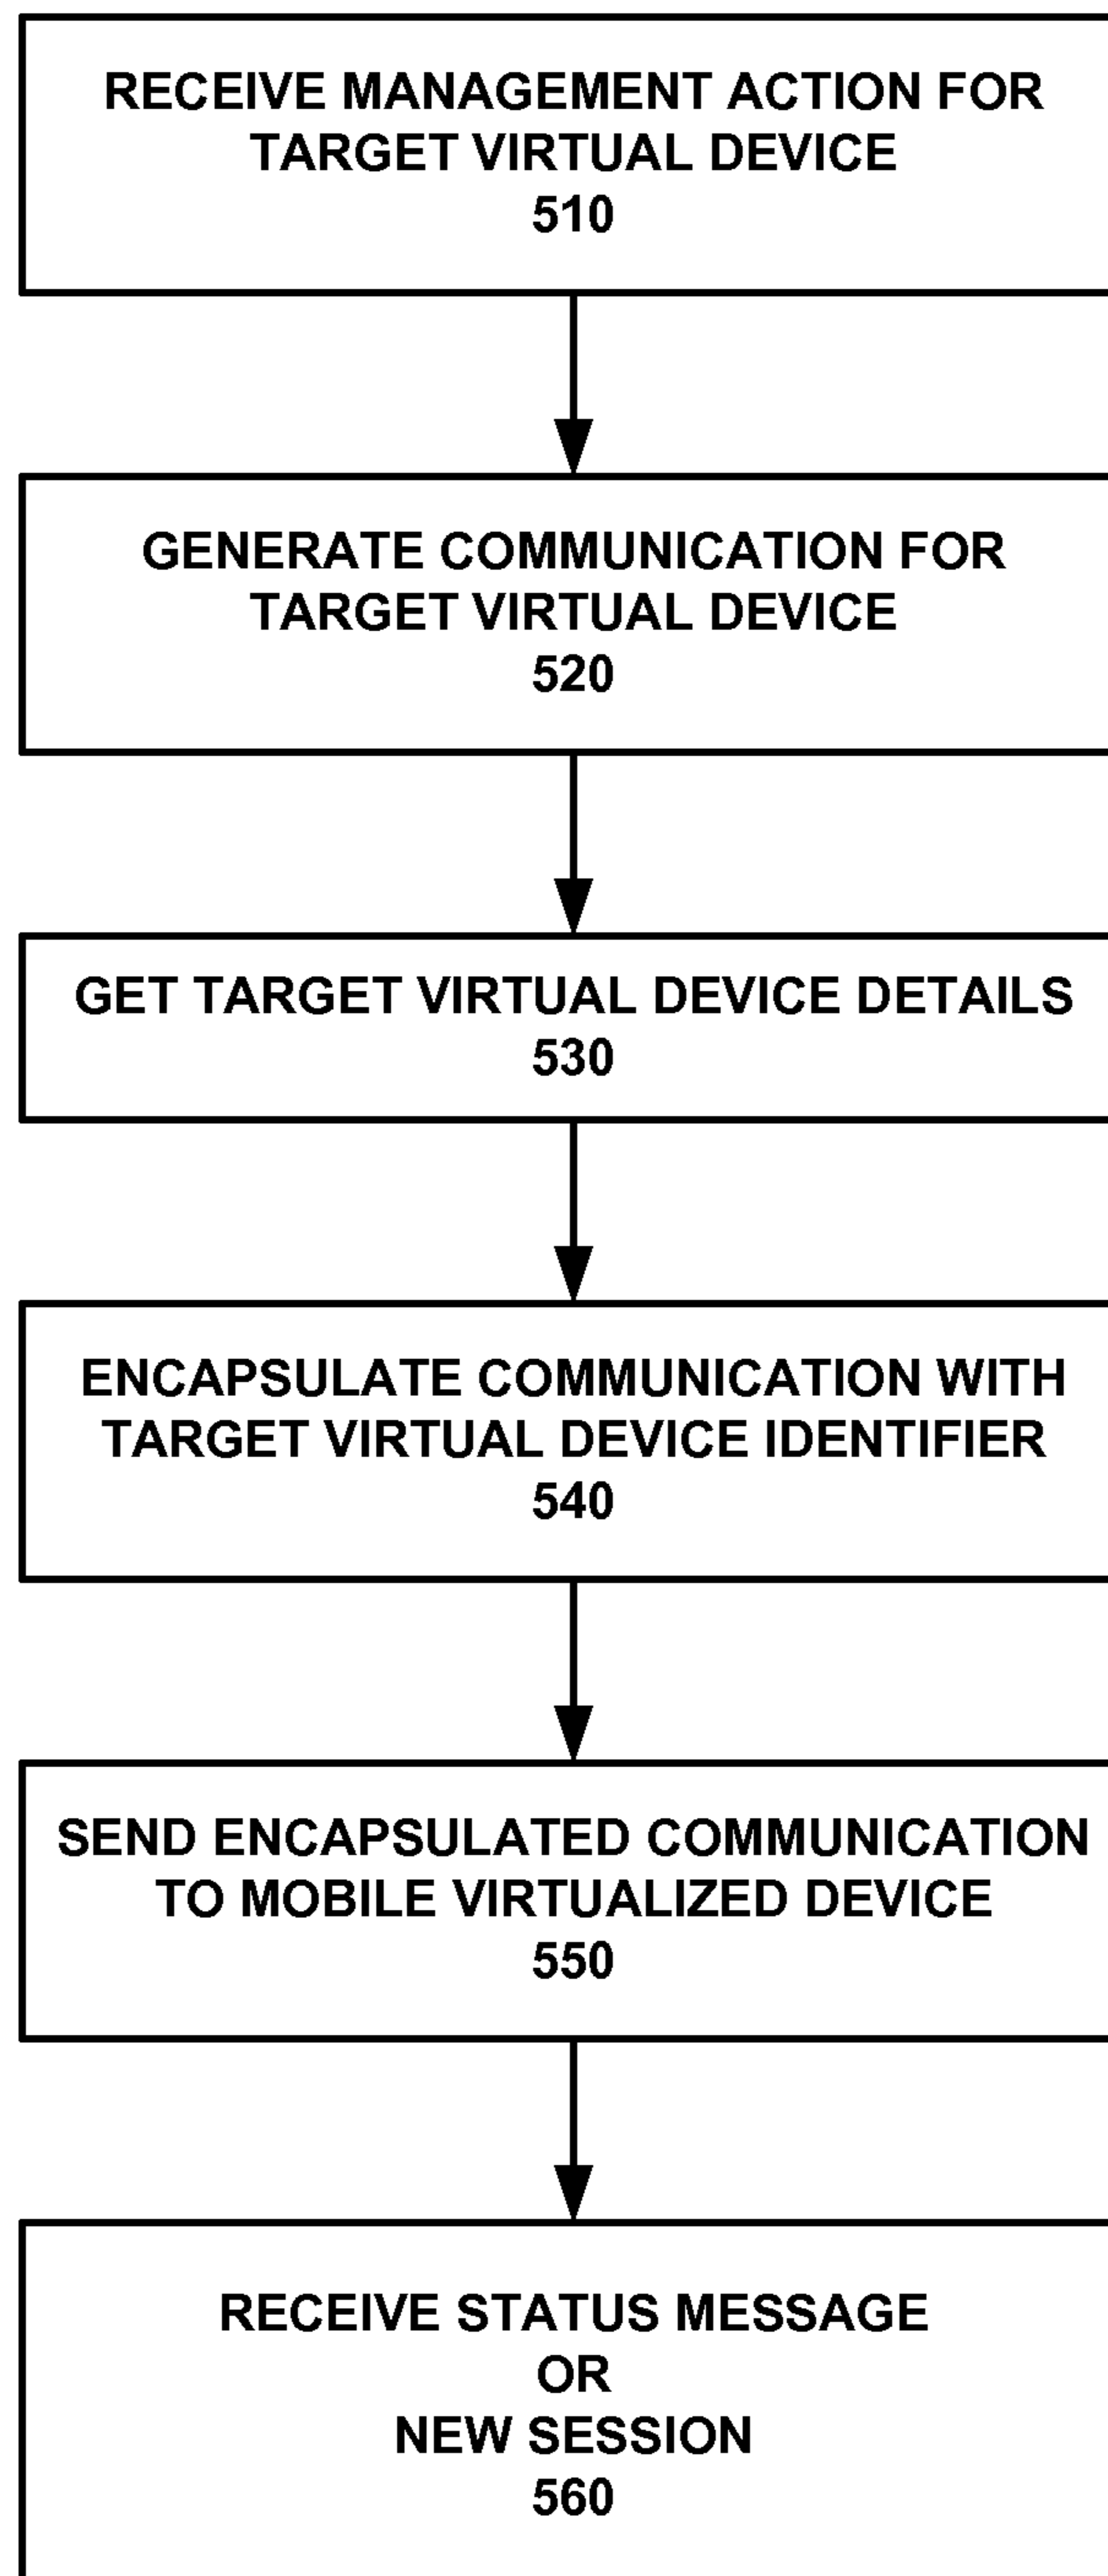 RECEIVE MANAGEMENT ACTION FOR
TARGET VIRTUAL DEVICE
510
GENERATE COMMUNICATION FOR
TARGET VIRTUAL DEVICE
520
GET TARGET VIRTUAL DEVICE DETAILS
530
ENCAPSULATE COMMUNICATION WITH
TARGET VIRTUAL DEVICE IDENTIFIER
540
SEND ENCAPSULATED COMMUNICATION
TO MOBILE VIRTUALIZED DEVICE
550
RECEIVE STATUS MESSAGE
OR
NEW SESSION
560